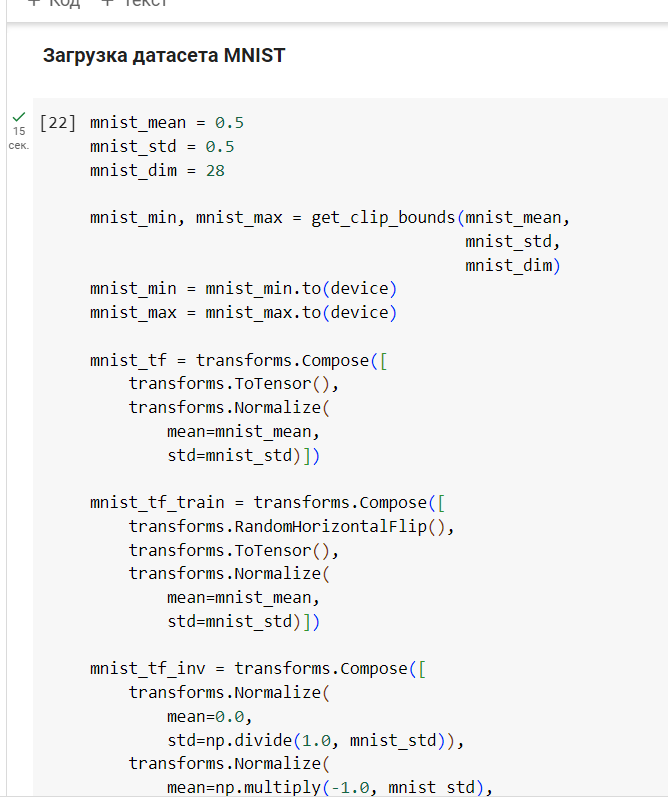 + Код + Текст
Загрузка датасета MNIST
15
сек.
[22] mnist_mean = 0.5
mnist_std = 0.5
mnist_dim = 28
mnist_min, mnist_max = get_clip_bounds(mnist_mean,
mnist_std,
mnist_dim)
mnist_min = mnist_min.to(device)
mnist_max = mnist_max.to(device)
mnist_tf = transforms.Compose([
transforms.ToTensor(),
transforms.Normalize(
mean=mnist_mean,
std=mnist_std)])
mnist_tf_train = transforms.Compose([
transforms.RandomHorizontalFlip(),
transforms.ToTensor(),
transforms.Normalize(
mean=mnist_mean,
std=mnist_std)])
mnist_tf_inv = transforms.Compose([
transforms.Normalize(
mean=0.0,
std=np.divide(1.0, mnist_std)),
transforms.Normalize(
mean=np.multiply(-1.0, mnist_std),